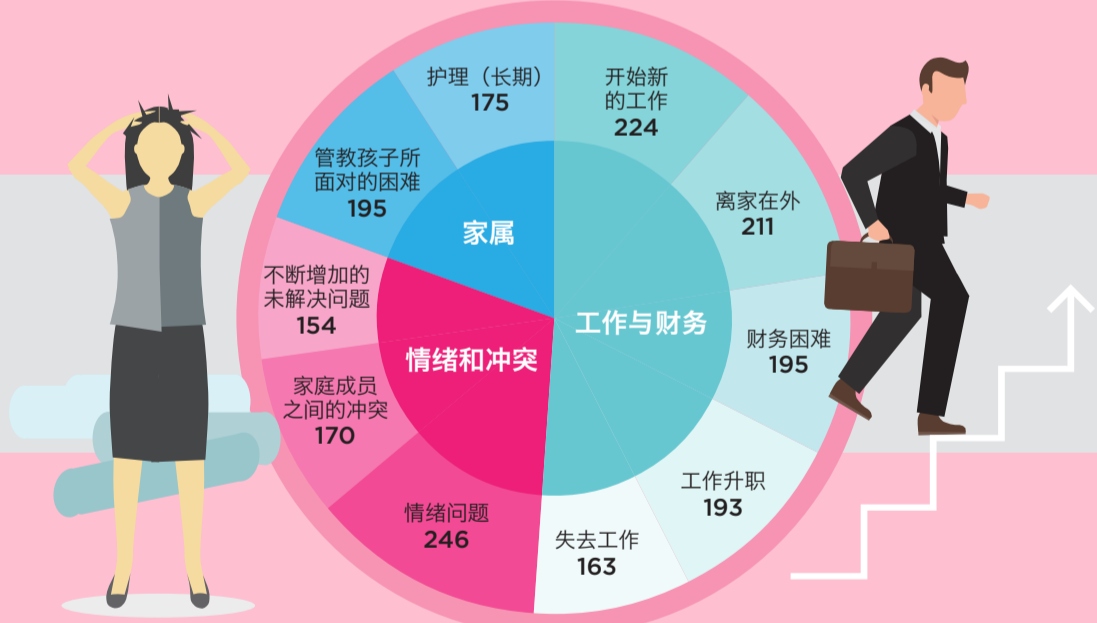 护理（长期）
175
开始新
的工作
224
管教孩子所
面对的困难
195
离家在外
211
家属
不断增加的
未解决问题
154
工作与财务
财务困难
195
情绪和冲突
家庭成员
之间的冲突
170
工作升职
193
情绪问题
246
失去工作
163